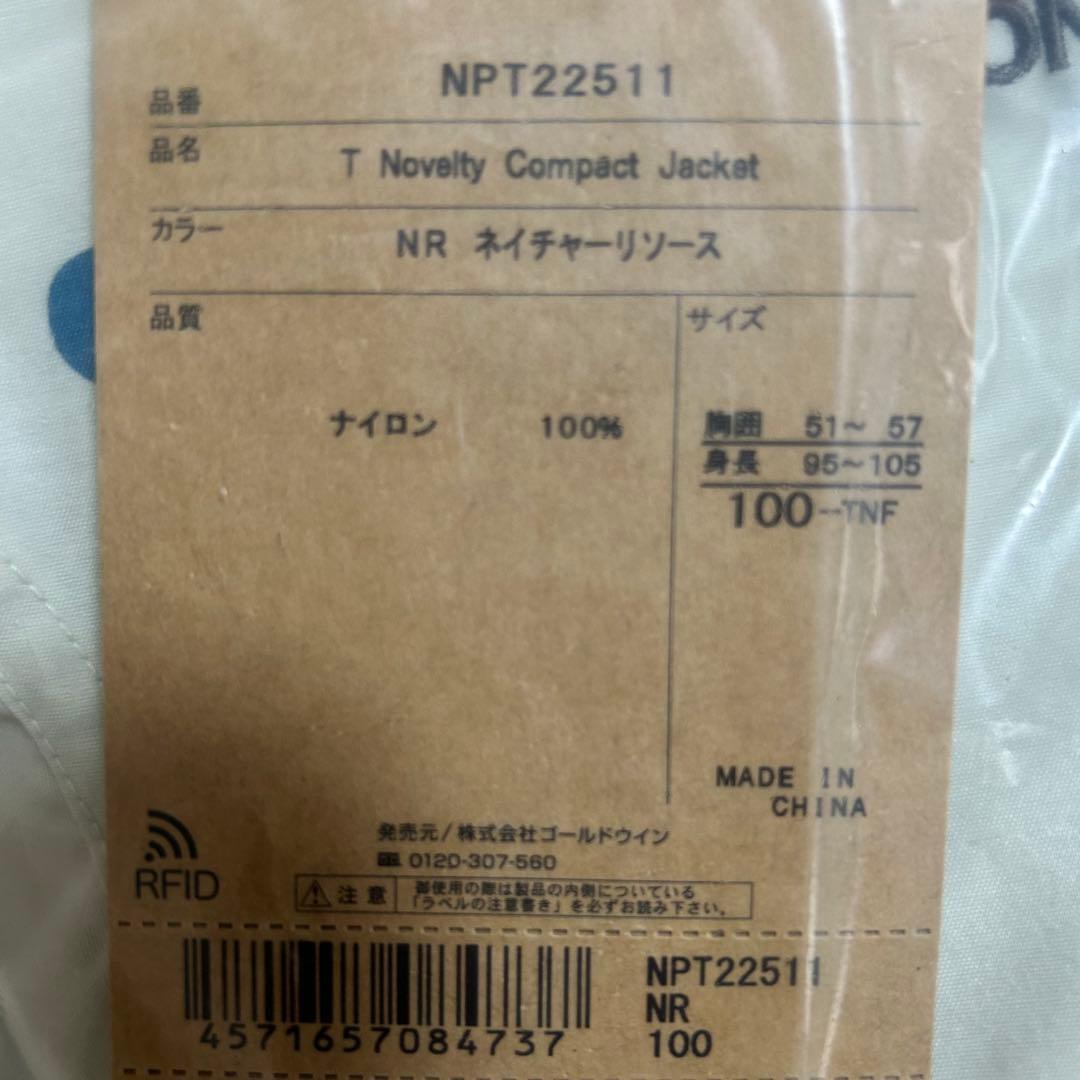 品番 NPT22511
品名 T Novelty Compact Jacket
カラー NR ネイチャーリソース
品質
ナイロン 100%
サイズ
胸囲 51〜 57
身長 95〜105
100--TNF
MADE IN
CHINA
発売元/株式会社ゴールドウイン
0120-307-560
RFID
注意
御使用の際は製品の内側についている
「ラベルの注意書き」を必ずお読み下さい。
4571657084737
NPT22511
NR
100